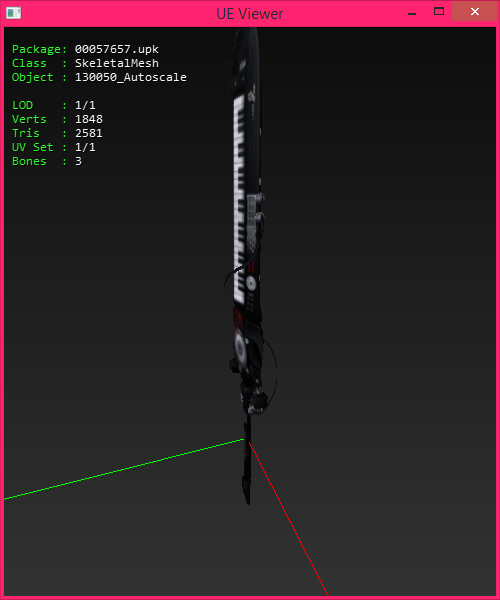 UE Viewer
Package: 00057657.upk
Class  : SkeletalMesh
Object : 130050_Autoscale
LOD    : 1/1
Verts  : 1848
Tris   : 2581
UV Set : 1/1
Bones  : 3